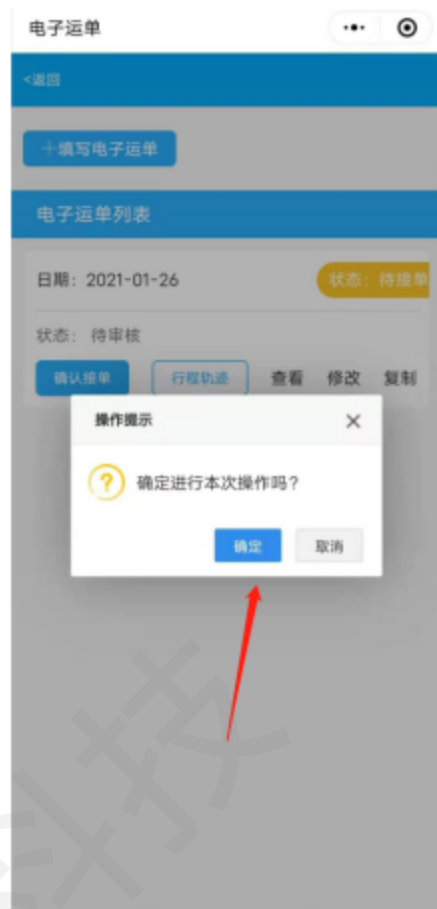 电子运单
<返回
十填写电子运单
电子运单列表
日期：2021-01-26 状态：待接单
状态：待审核
确认接单 行程轨迹 查看 修改 复制
操作提示
确定进行本次操作吗？
确定 取消
科技